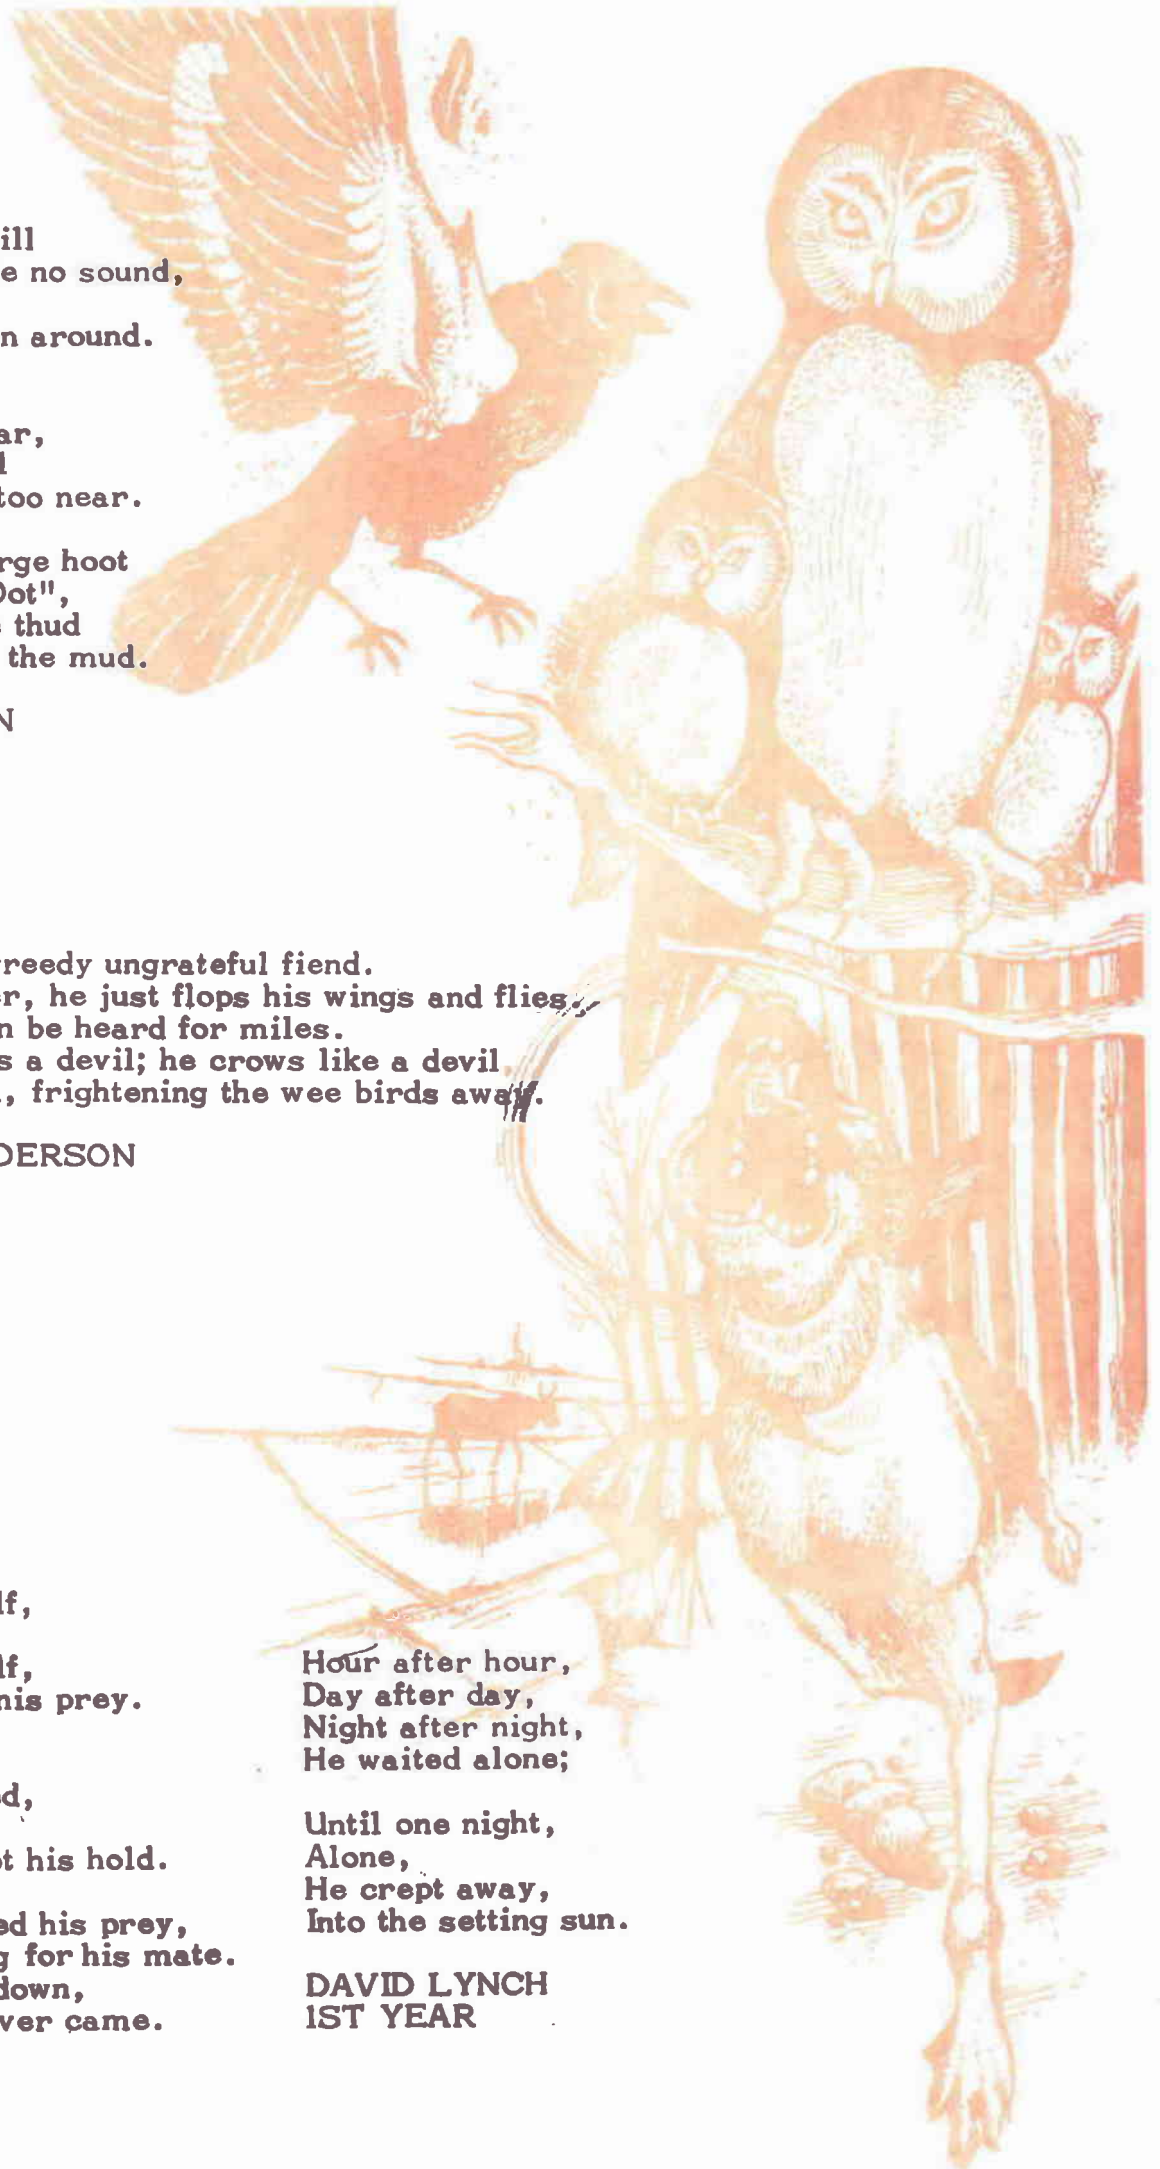 ill
e no sound,
n around.
ar,
l
too near.
rge hoot
Oot",
thud
the mud.
N
reedy ungrateful fiend.
r, he just flops his wings and flies.
n be heard for miles.
s a devil; he crows like a devil
, frightening the wee birds away.
DERSON
lf,
lf,
his prey.
d,
t his hold.
ed his prey,
g for his mate.
down,
ver came.
Hour after hour,
Day after day,
Night after night,
He waited alone;
Until one night,
Alone,
He crept away,
Into the setting sun.
DAVID LYNCH
1ST YEAR